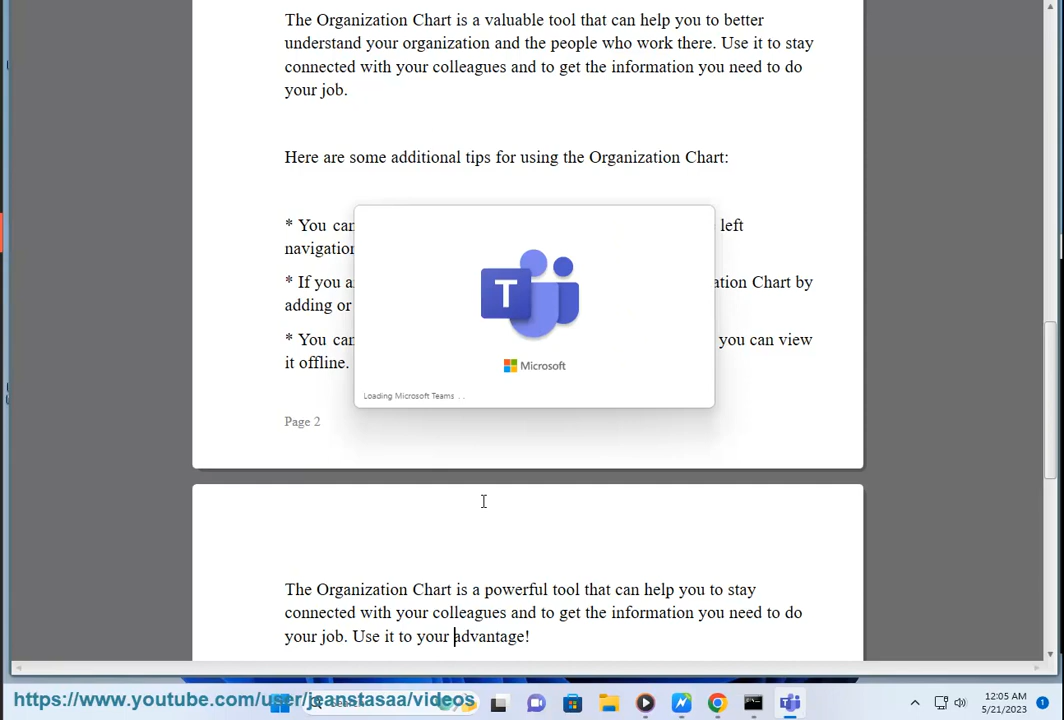 The Organization Chart is a valuable tool that can help you to better
understand your organization and the people who work there. Use it to stay
connected with your colleagues and to get the information you need to do
your job.
Here are some additional tips for using the Organization Chart:
* You can left
navigation
* If you a ation Chart by
adding or
* You can you can view
it offline.
T
Microsoft
Loading Microsoft Teams . .
Page 2
The Organization Chart is a powerful tool that can help you to stay
connected with your colleagues and to get the information you need to do
your job. Use it to your advantage!
https://www.youtube.com/user/jeanstasaa/videos
12:05 AM
5/21/2023
1